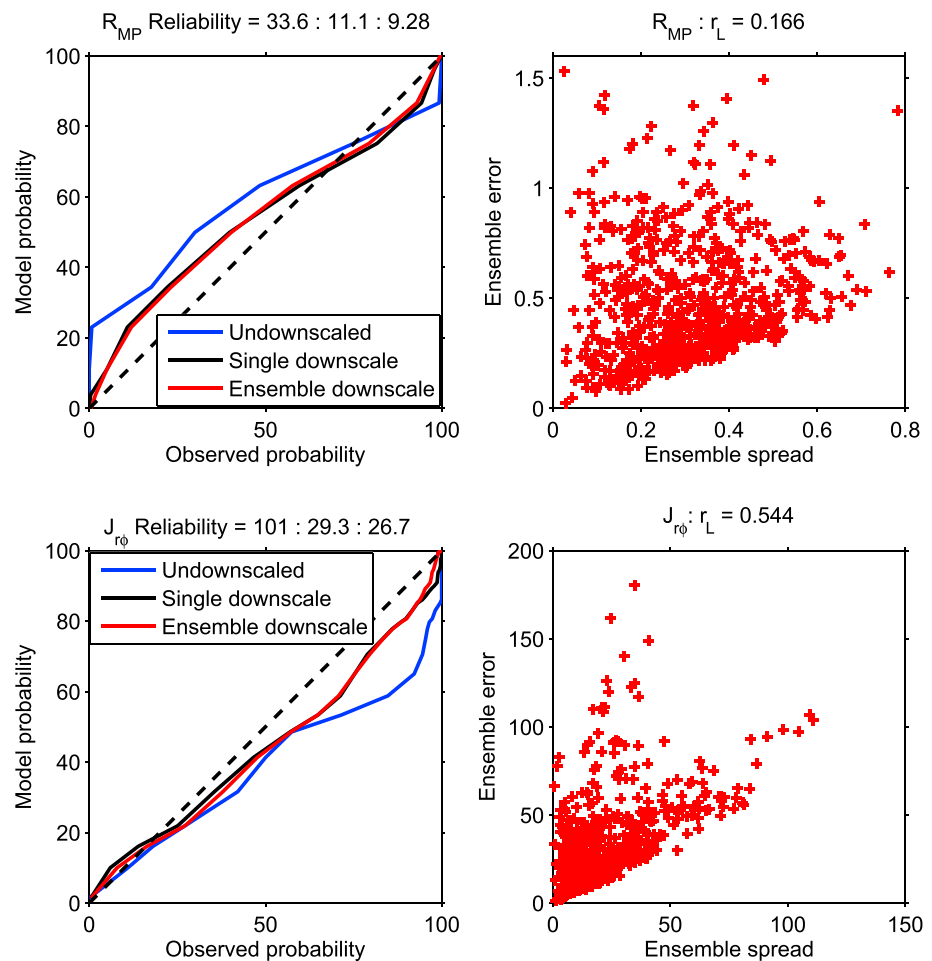 R_MP Reliability = 33.6 : 11.1 : 9.28
100
80
60
40
20
0
Model probability
Undownscaled
Single downscale
Ensemble downscale
0 50 100
Observed probability
R_MP : r_L = 0.166
1.5
1
0.5
0
Ensemble error
0 0.2 0.4 0.6 0.8
Ensemble spread
J_rϕ Reliability = 101 : 29.3 : 26.7
100
80
60
40
20
0
Model probability
Undownscaled
Single downscale
Ensemble downscale
0 50 100
Observed probability
J_rϕ: r_L = 0.544
200
150
100
50
0
Ensemble error
0 50 100 150
Ensemble spread